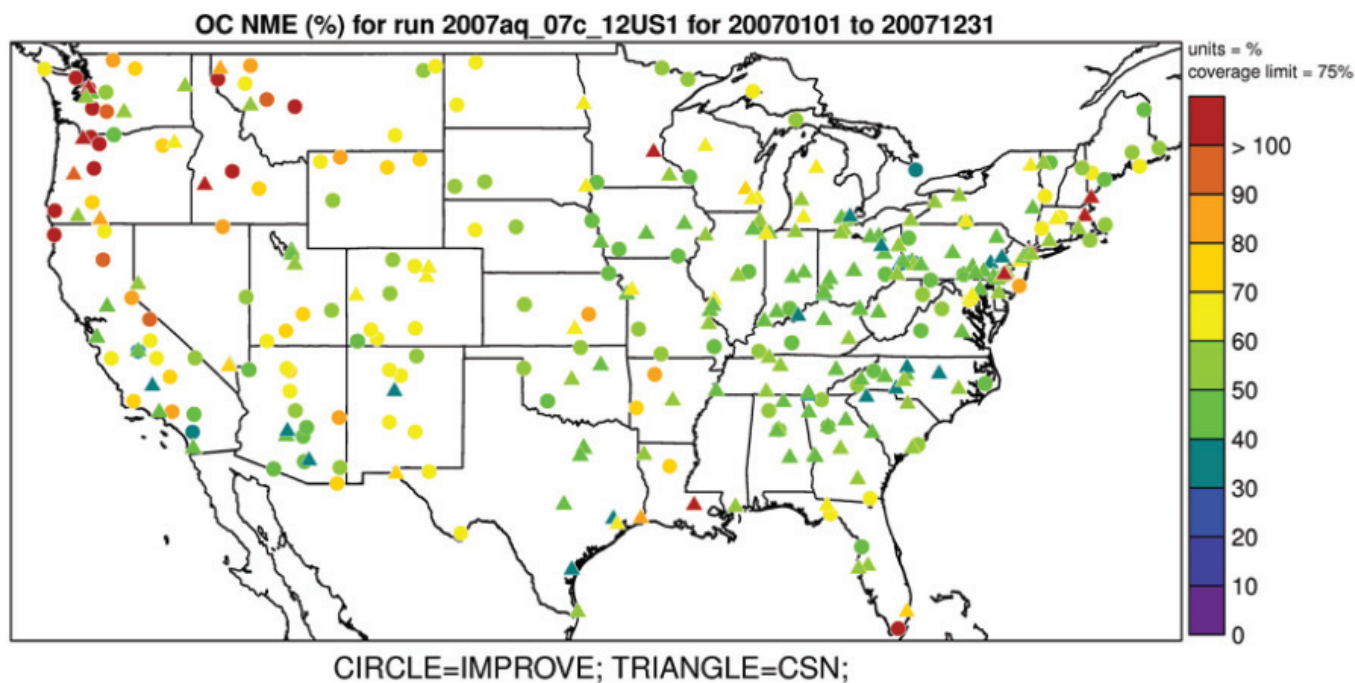 OC NME (%) for run 2007aq_07c_12US1 for 20070101 to 20071231
units = %
coverage limit = 75%
> 100
90
80
70
60
50
40
30
20
10
0
CIRCLE=IMPROVE; TRIANGLE=CSN;